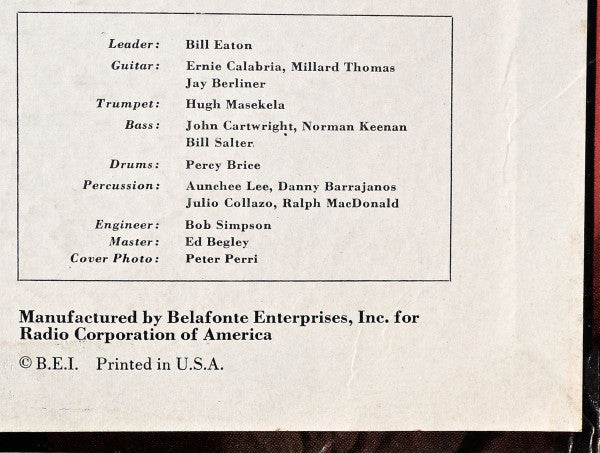 Leader: Bill Eaton
Guitar: Ernie Calabria, Millard Thomas
Jay Berliner
Trumpet: Hugh Masekela
Bass: John Cartwright, Norman Keenan
Bill Salter
Drums: Percy Brice
Percussion: Aunchee Lee, Danny Barrajanos
Julio Collazo, Ralph MacDonald
Engineer: Bob Simpson
Master: Ed Begley
Cover Photo: Peter Perri
Manufactured by Belafonte Enterprises, Inc. for
Radio Corporation of America
© B.E.I. Printed in U.S.A.